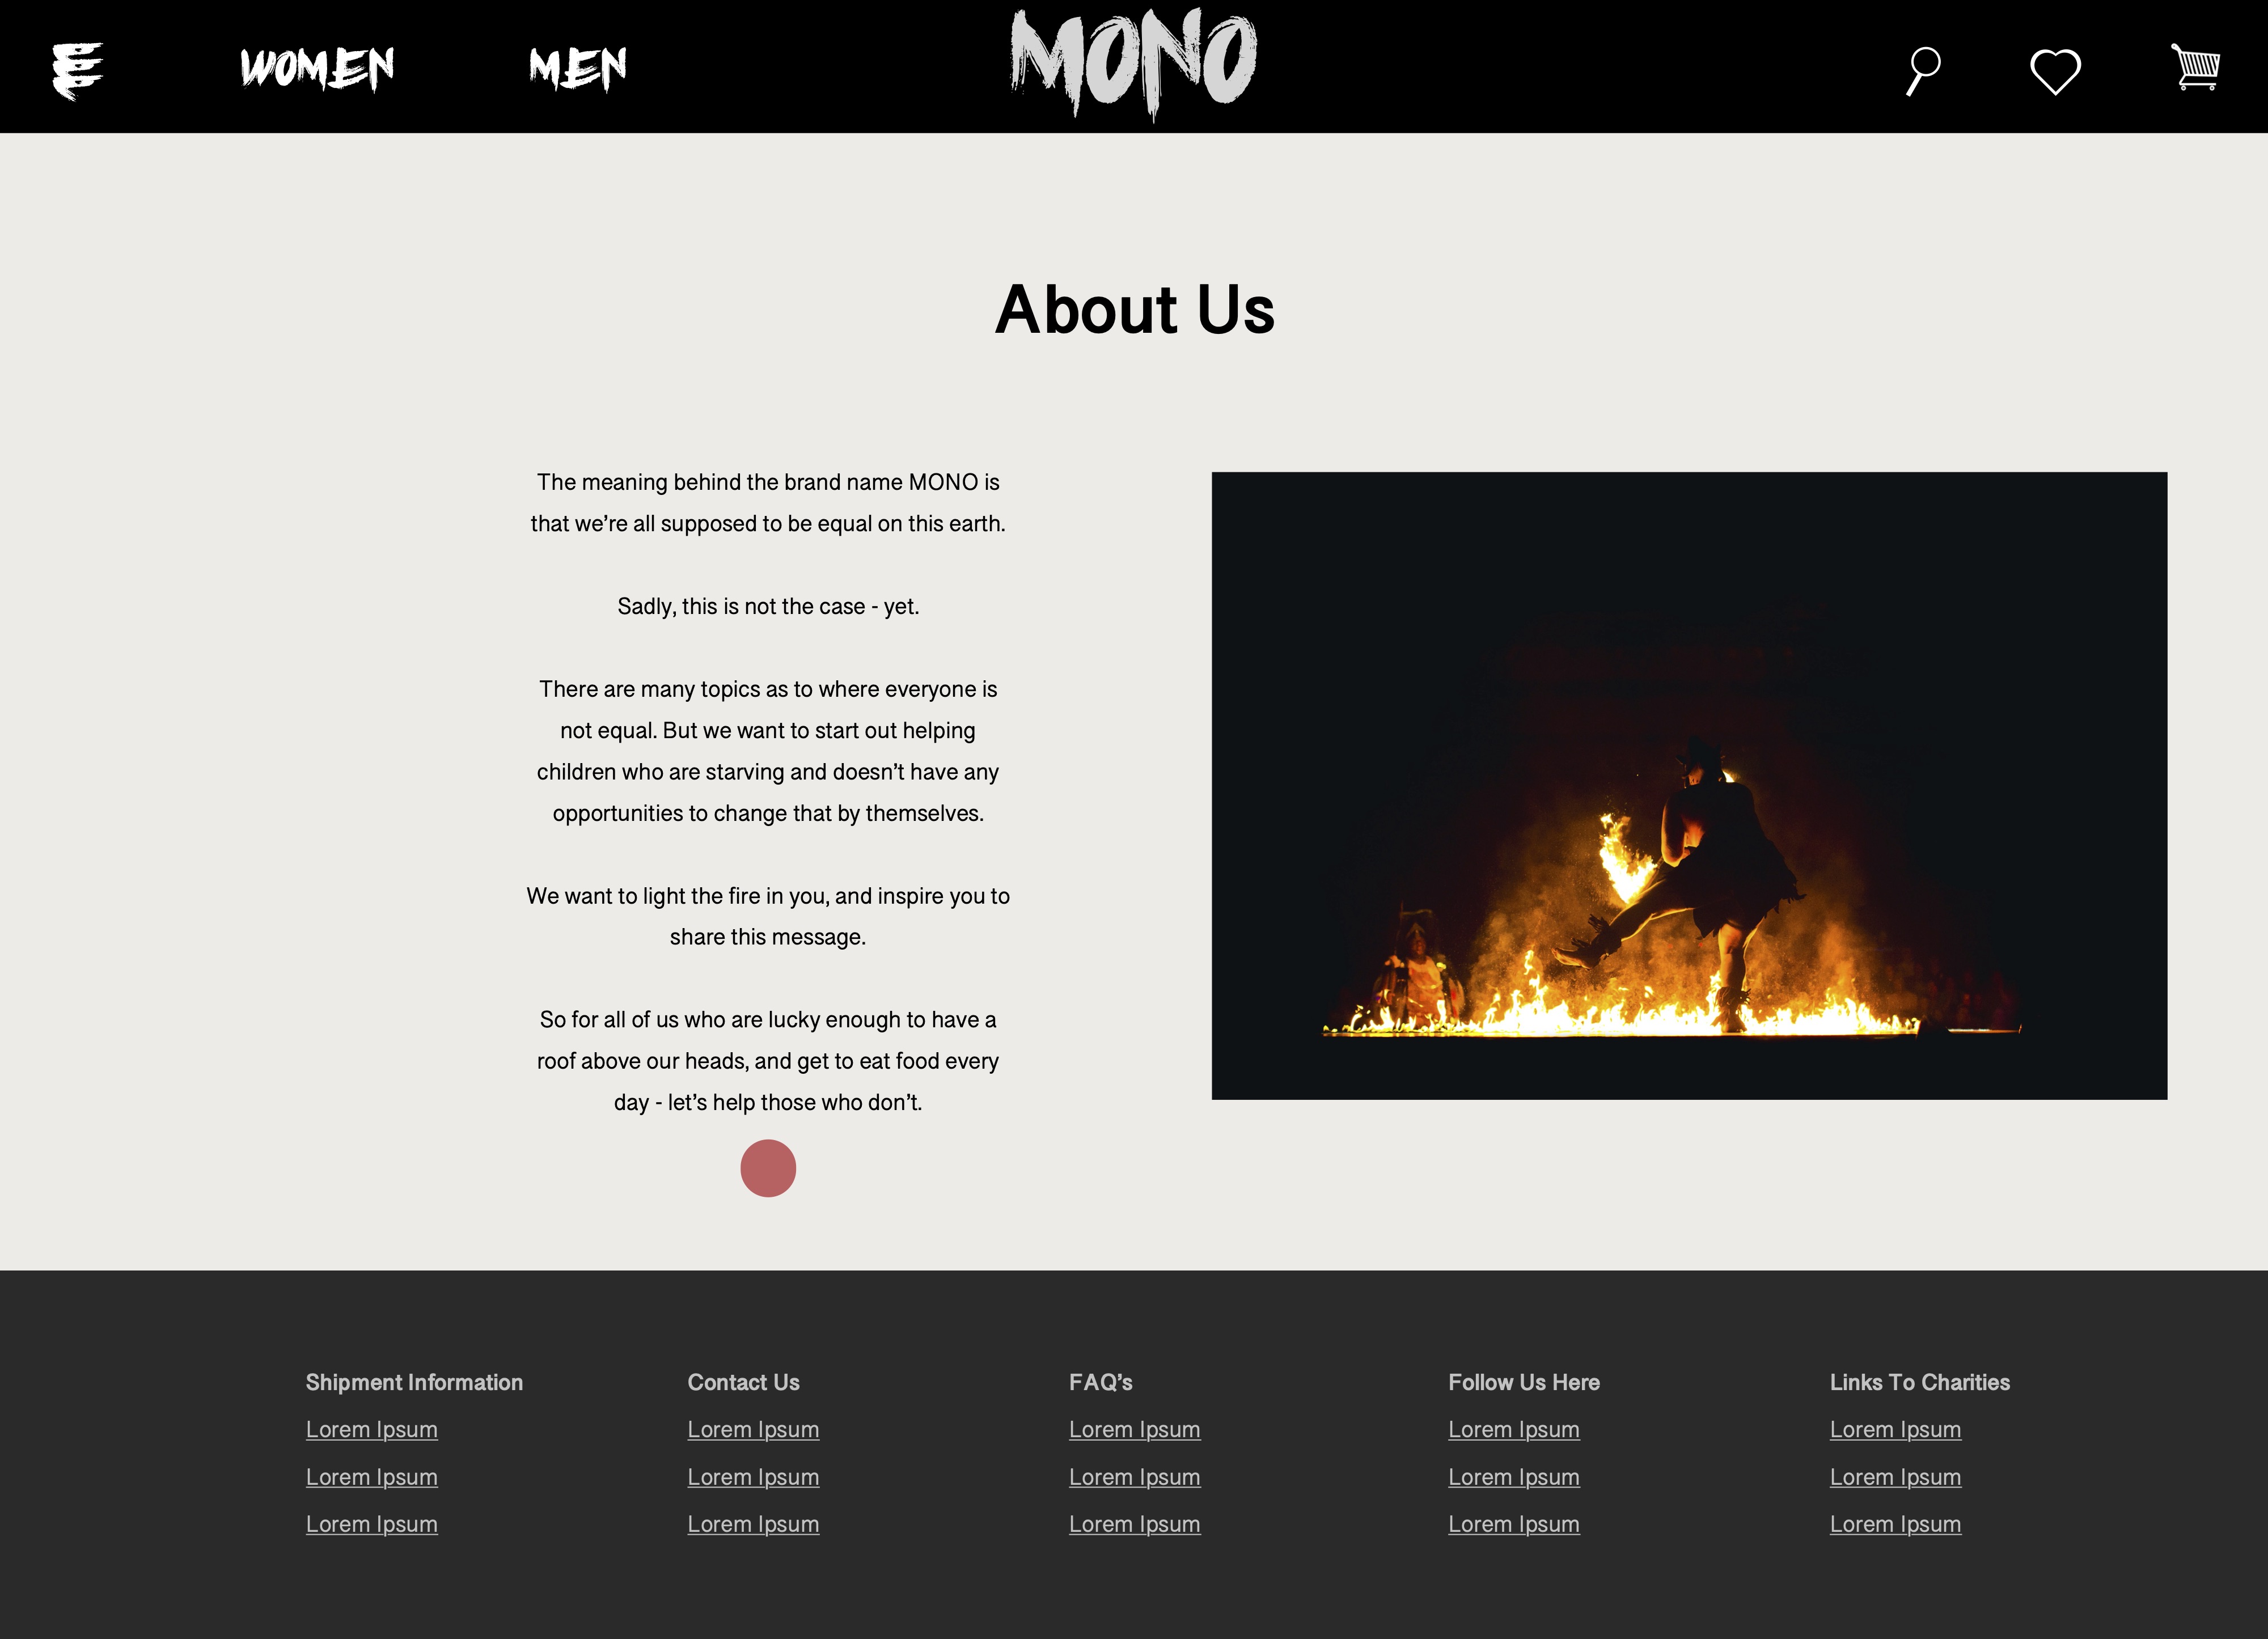 WOMEN
MEN
MONO
About Us
The meaning behind the brand name MONO is
that we’re all supposed to be equal on this earth.
Sadly, this is not the case - yet.
There are many topics as to where everyone is
not equal. But we want to start out helping
children who are starving and doesn’t have any
opportunities to change that by themselves.
We want to light the fire in you, and inspire you to
share this message.
So for all of us who are lucky enough to have a
roof above our heads, and get to eat food every
day - let’s help those who don’t.
Shipment Information
Lorem Ipsum
Lorem Ipsum
Lorem Ipsum
Contact Us
Lorem Ipsum
Lorem Ipsum
Lorem Ipsum
FAQ’s
Lorem Ipsum
Lorem Ipsum
Lorem Ipsum
Follow Us Here
Lorem Ipsum
Lorem Ipsum
Lorem Ipsum
Links To Charities
Lorem Ipsum
Lorem Ipsum
Lorem Ipsum